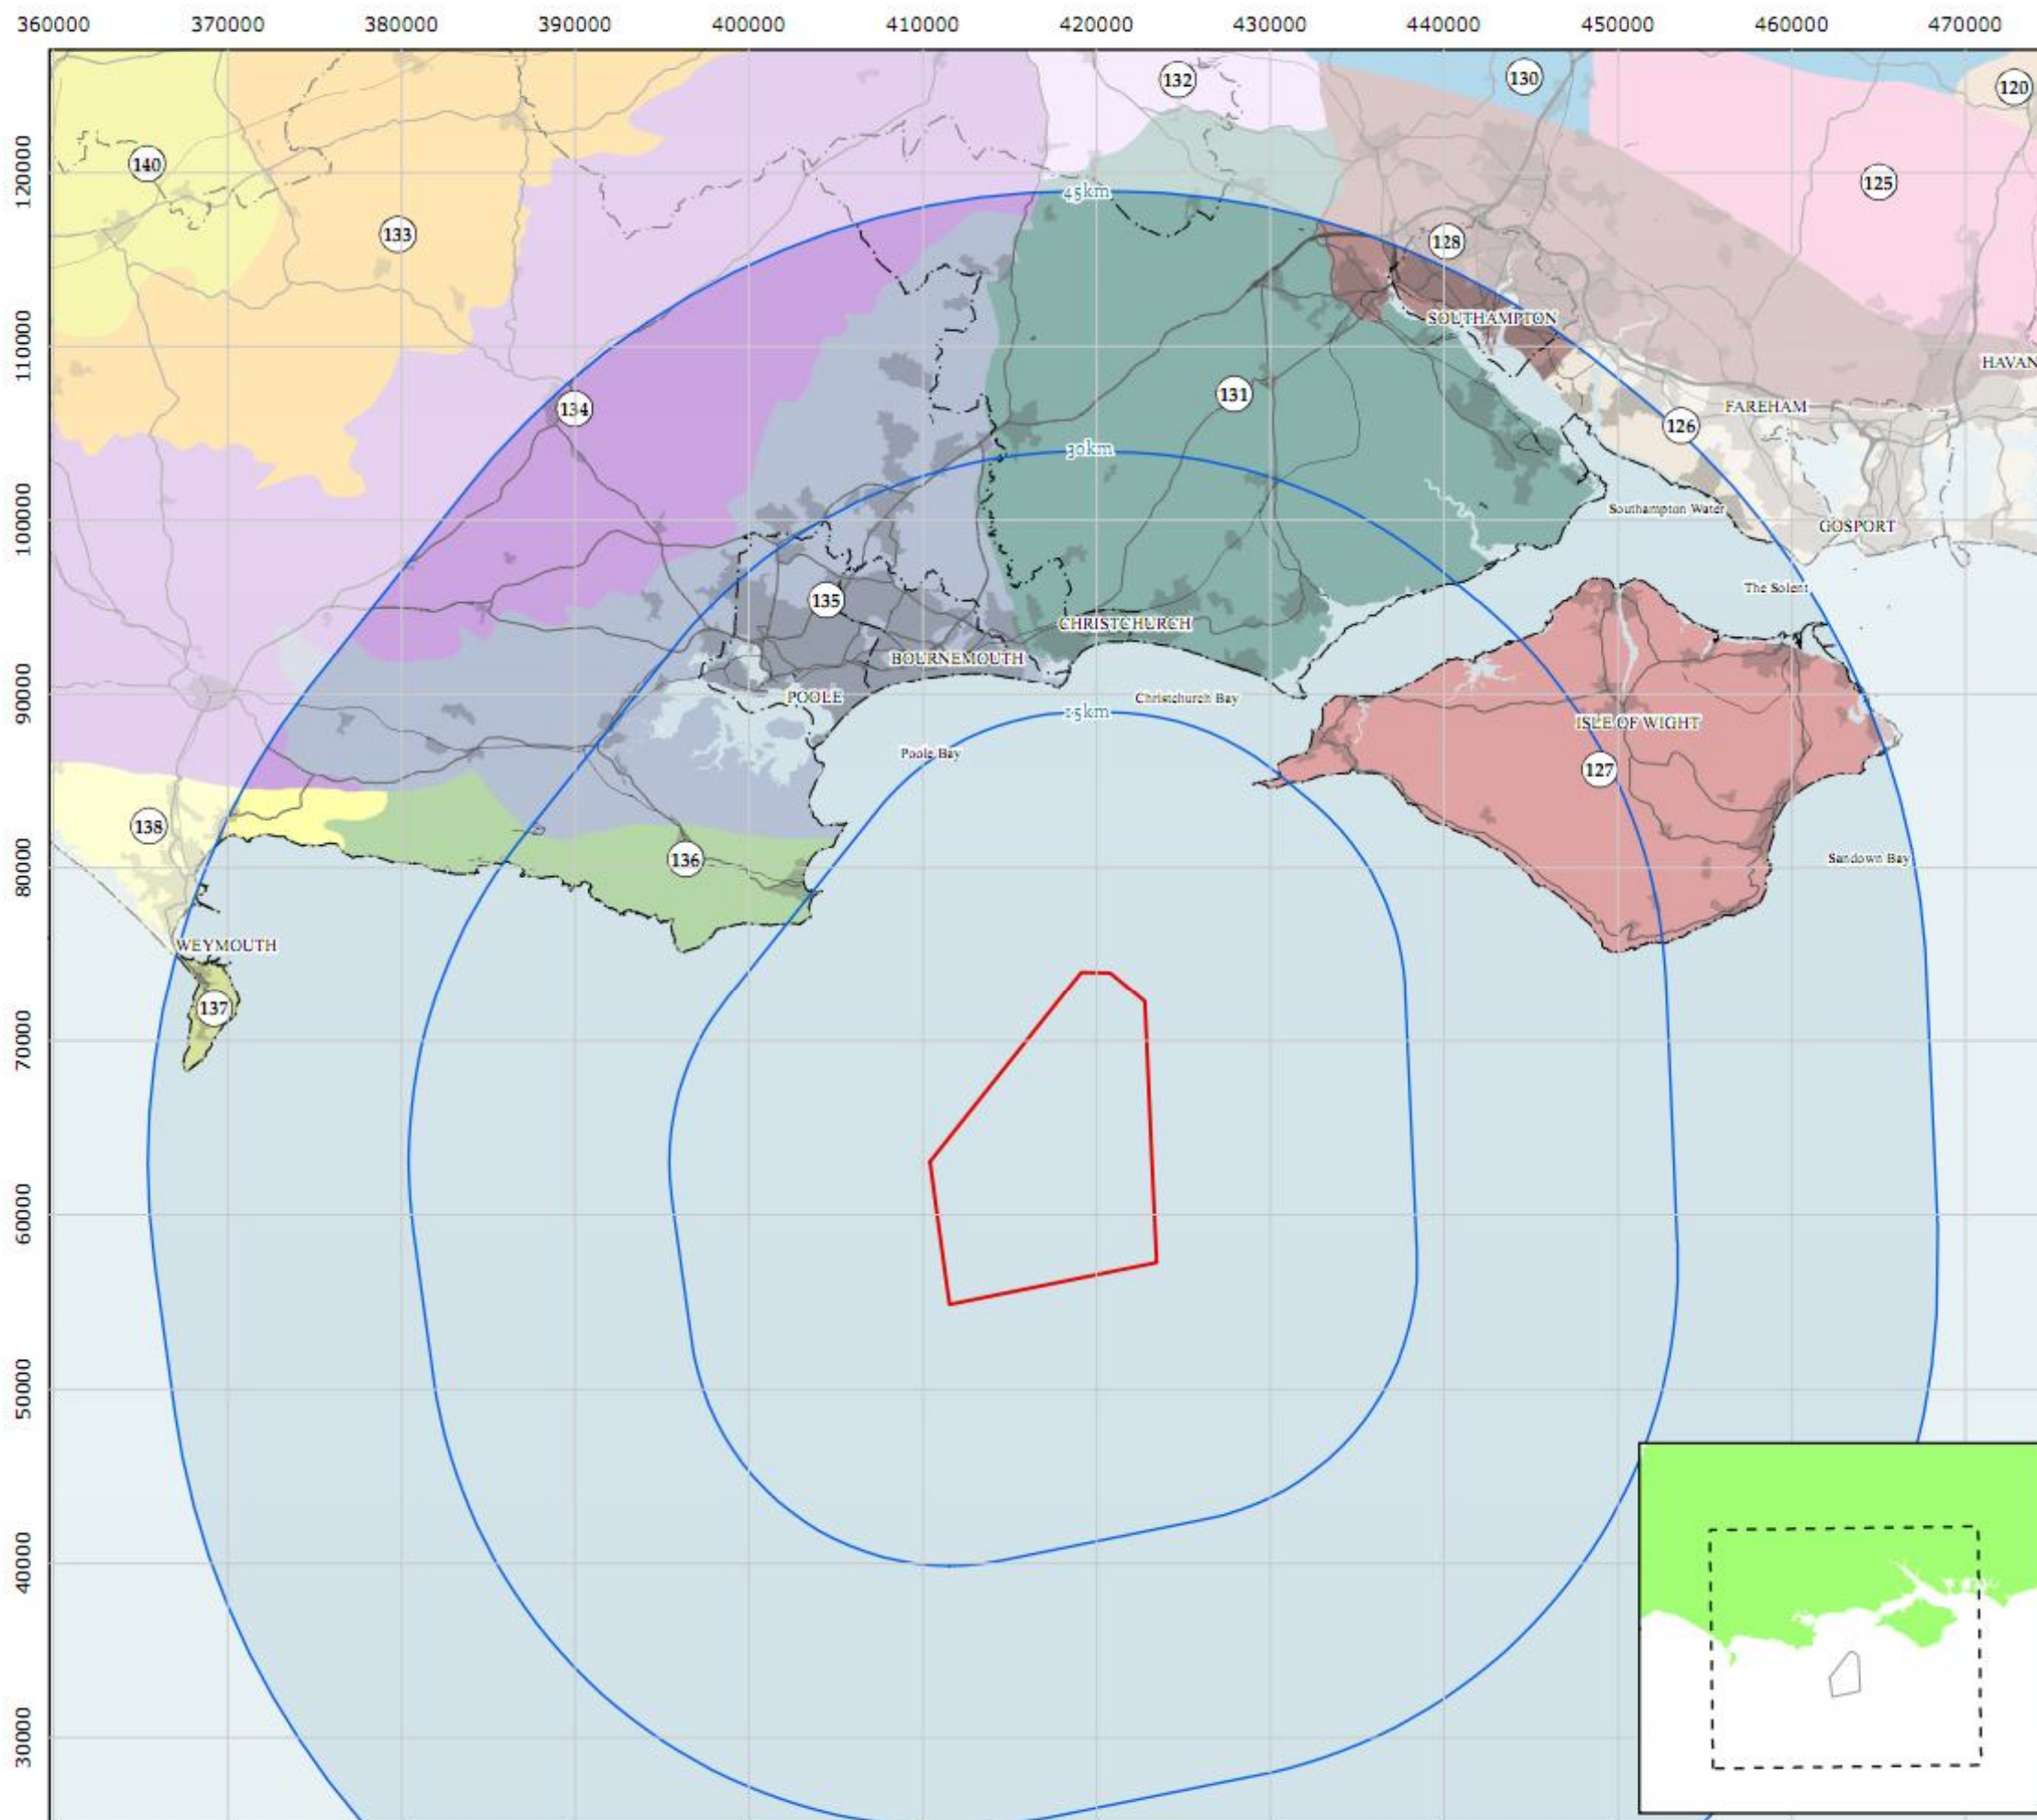 360000 370000 380000 390000 400000 410000 420000 430000 440000 450000 460000 470000
120000
110000
100000
90000
80000
70000
60000
50000
40000
30000
132
130
120
140
125
45km
133
128
SOUTHAMPTON
HAVAN
134
131
FAREHAM
126
30km
Southampton Water
GOSPORT
The Solent
135
CHRISTCHURCH
BOURNEMOUTH
POOLE
Christchurch Bay
15km
ISLE OF WIGHT
Poole Bay
127
138
136
Sandown Bay
WEYMOUTH
137